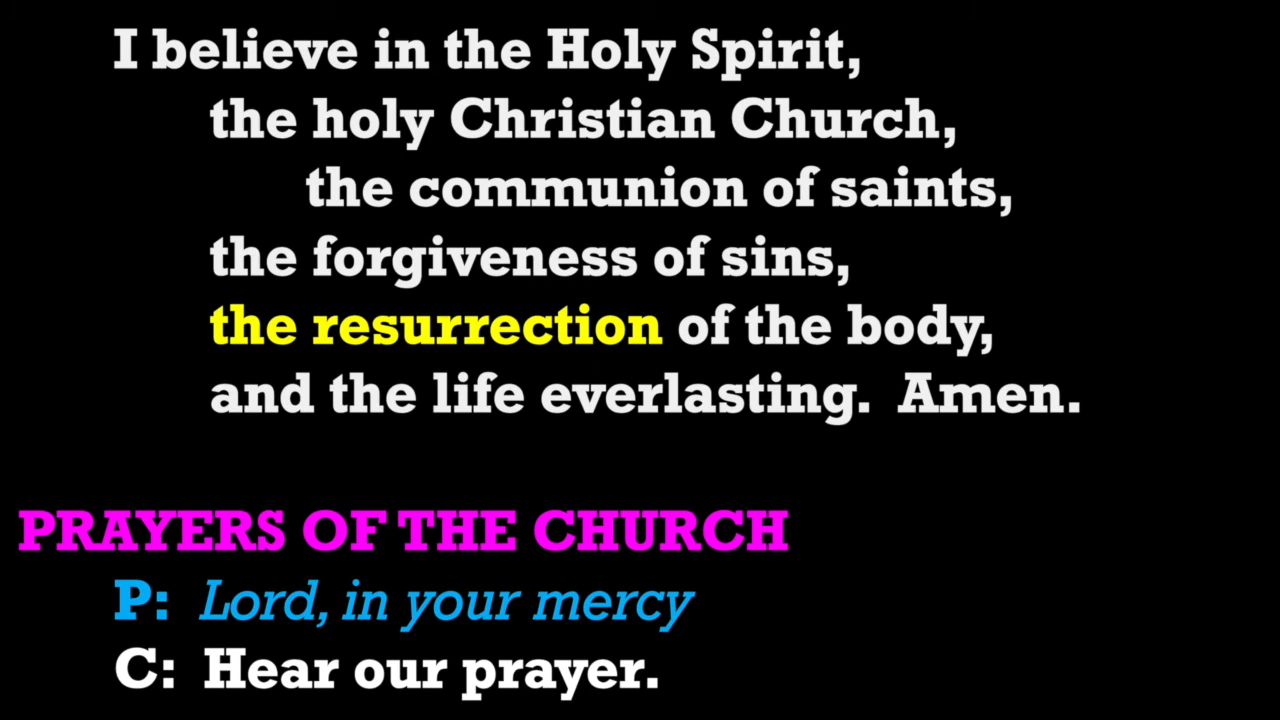 I believe in the Holy Spirit,
the holy Christian Church,
the communion of saints,
the forgiveness of sins,
the resurrection of the body,
and the life everlasting.  Amen.
PRAYERS OF THE CHURCH
P:  Lord, in your mercy
C:  Hear our prayer.